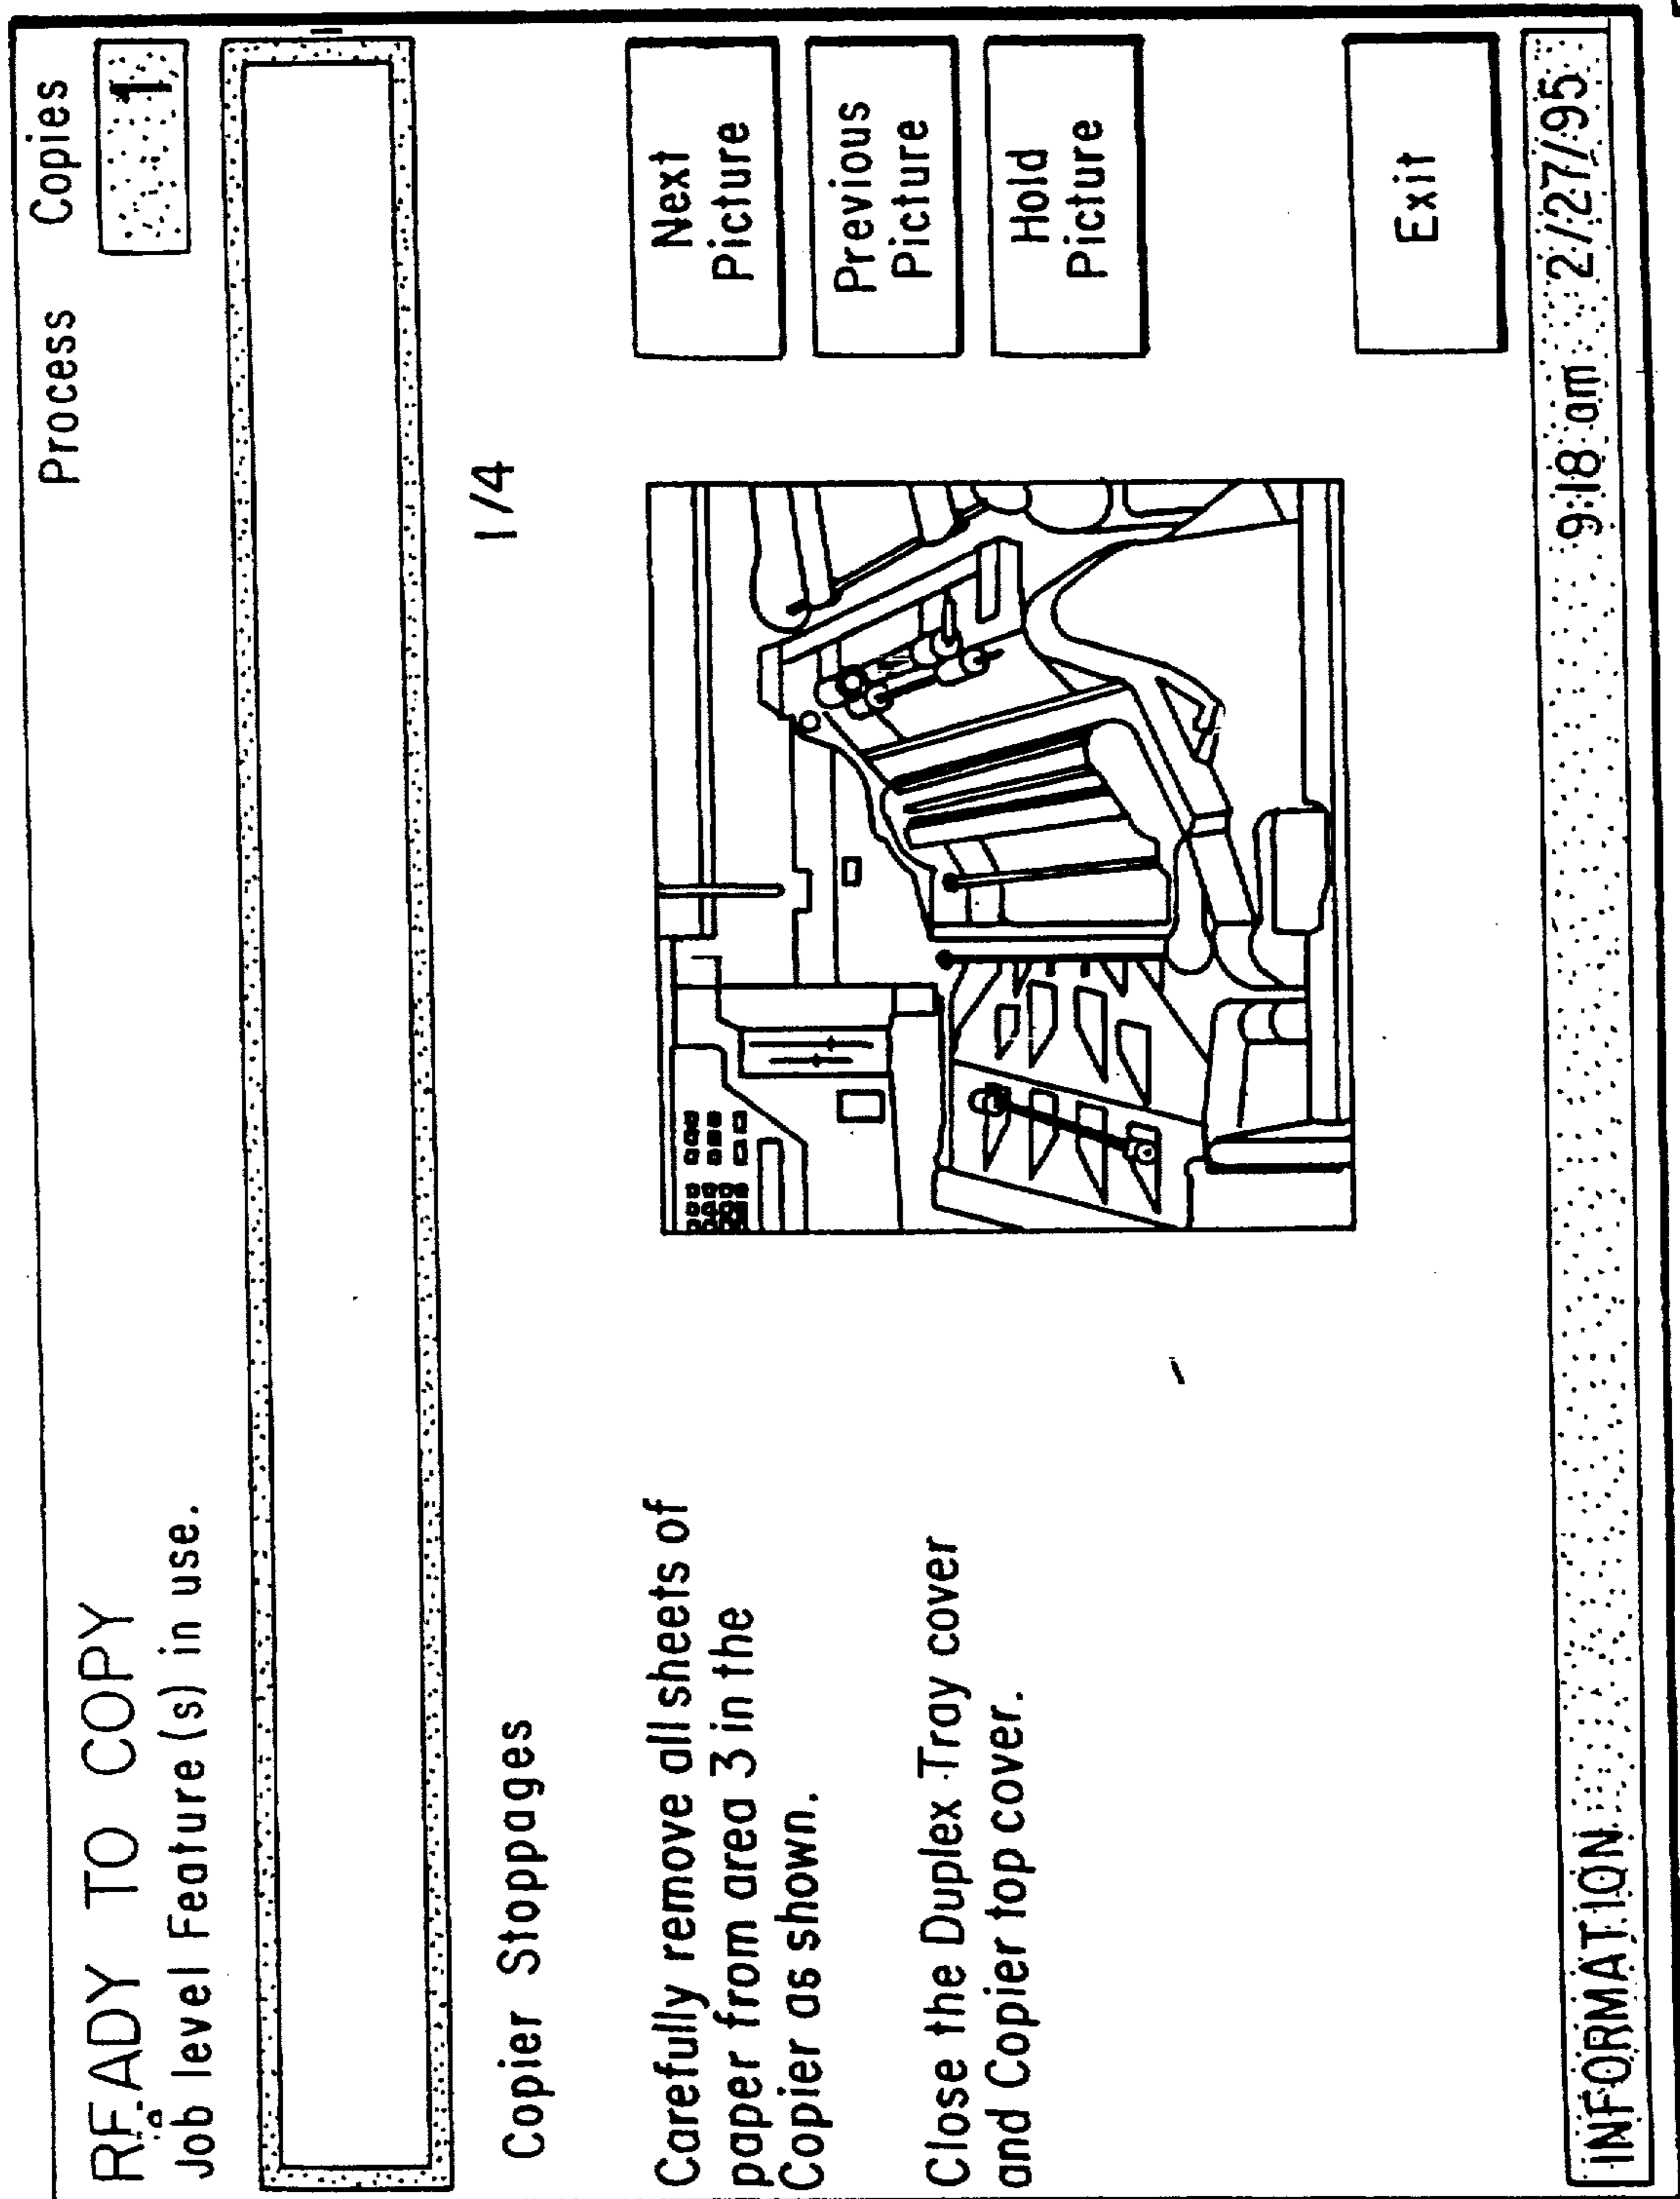 READY TO COPY
Job level Feature(s) in use.
Process
Copies
1
Copier Stoppages
1/4
Carefully remove all sheets of
paper from area 3 in the
Copier as shown.
Close the Duplex Tray cover
and Copier top cover.
Next
Picture
Previous
Picture
Hold
Picture
Exit
INFORMATION
9:18 am 2/27/95